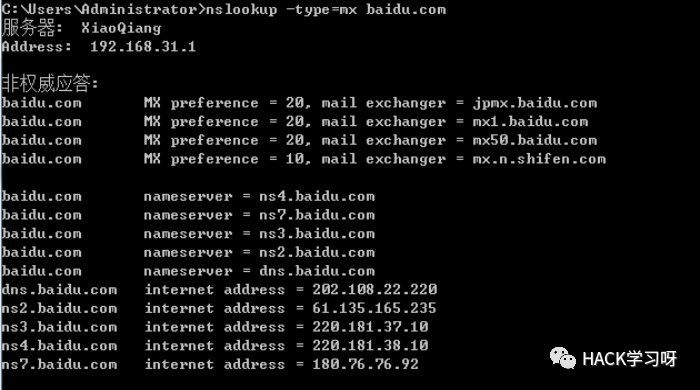 C:\Users\Administrator>nslookup -type=mx baidu.com
服务器:  XiaoQiang
Address:  192.168.31.1

非权威应答:
baidu.com       MX preference = 20, mail exchanger = jpmx.baidu.com
baidu.com       MX preference = 20, mail exchanger = mx1.baidu.com
baidu.com       MX preference = 20, mail exchanger = mx50.baidu.com
baidu.com       MX preference = 10, mail exchanger = mx.n.shifen.com

baidu.com       nameserver = ns4.baidu.com
baidu.com       nameserver = ns7.baidu.com
baidu.com       nameserver = ns3.baidu.com
baidu.com       nameserver = ns2.baidu.com
baidu.com       nameserver = dns.baidu.com
dns.baidu.com   internet address = 202.108.22.220
ns2.baidu.com   internet address = 61.135.165.235
ns3.baidu.com   internet address = 220.181.37.10
ns4.baidu.com   internet address = 220.181.38.10
ns7.baidu.com   internet address = 180.76.76.92
HACK学习呀